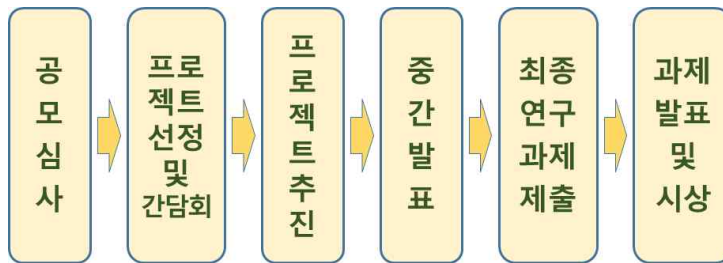 공
모
심
사
프로
젝트
선정
및
간담회
프
로
젝
트
추
진
중
간
발
표
최종
연구
과제
제출
과제
발표
및
시상